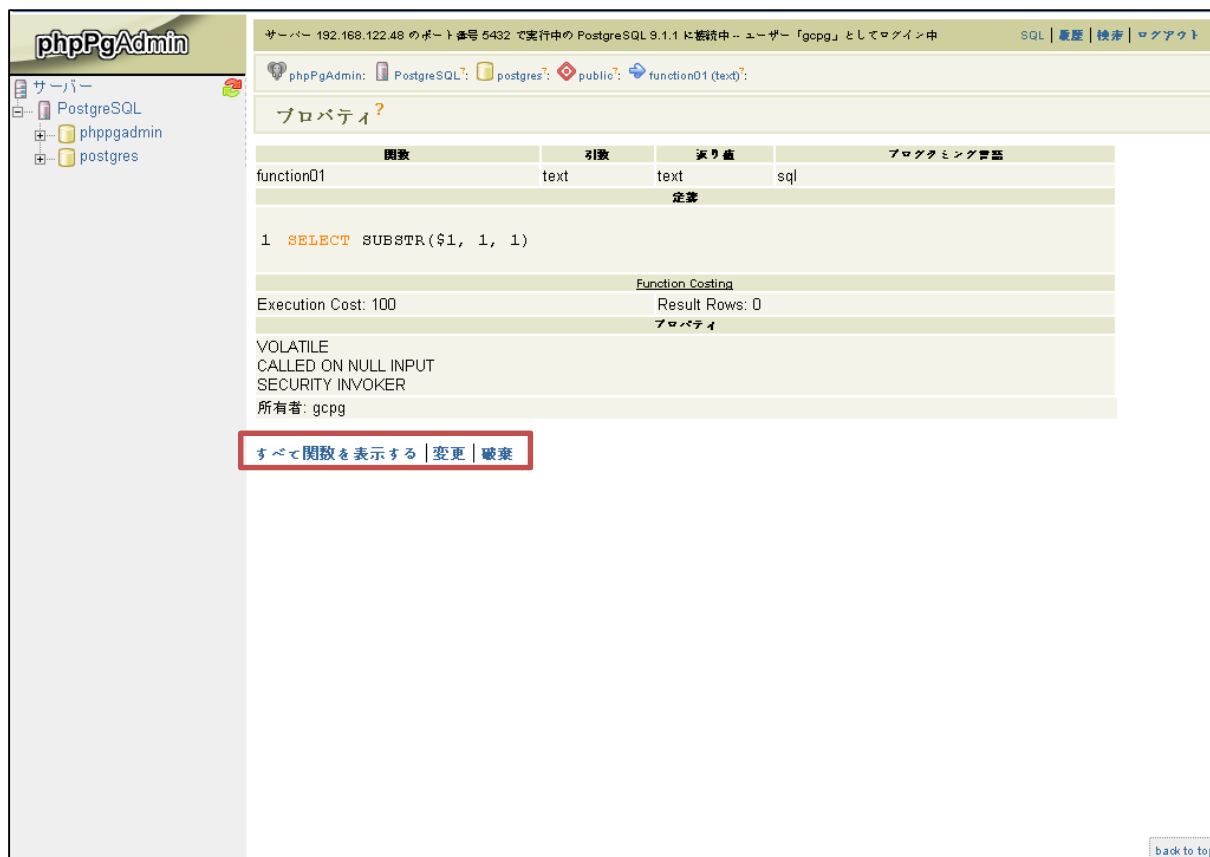 phpPgAdmin
サーバー 192.168.122.48 のポート番号 5432 で実行中の PostgreSQL 9.1.1 に接続中 -- ユーザー「gcpg」としてログイン中
SQL | 履歴 | 検索 | ログアウト
phpPgAdmin: PostgreSQL?: postgres?: public?: function01 (text)?:
サーバー
PostgreSQL
phppgadmin
postgres
プロパティ?
関数 引数 返り値 プログラミング言語
function01 text text sql
定義
1 SELECT SUBSTR($1, 1, 1)
Function Costing
Execution Cost: 100 Result Rows: 0
プロパティ
VOLATILE
CALLED ON NULL INPUT
SECURITY INVOKER
所有者: gcpg
すべて関数を表示する | 変更 | 破棄
back to top